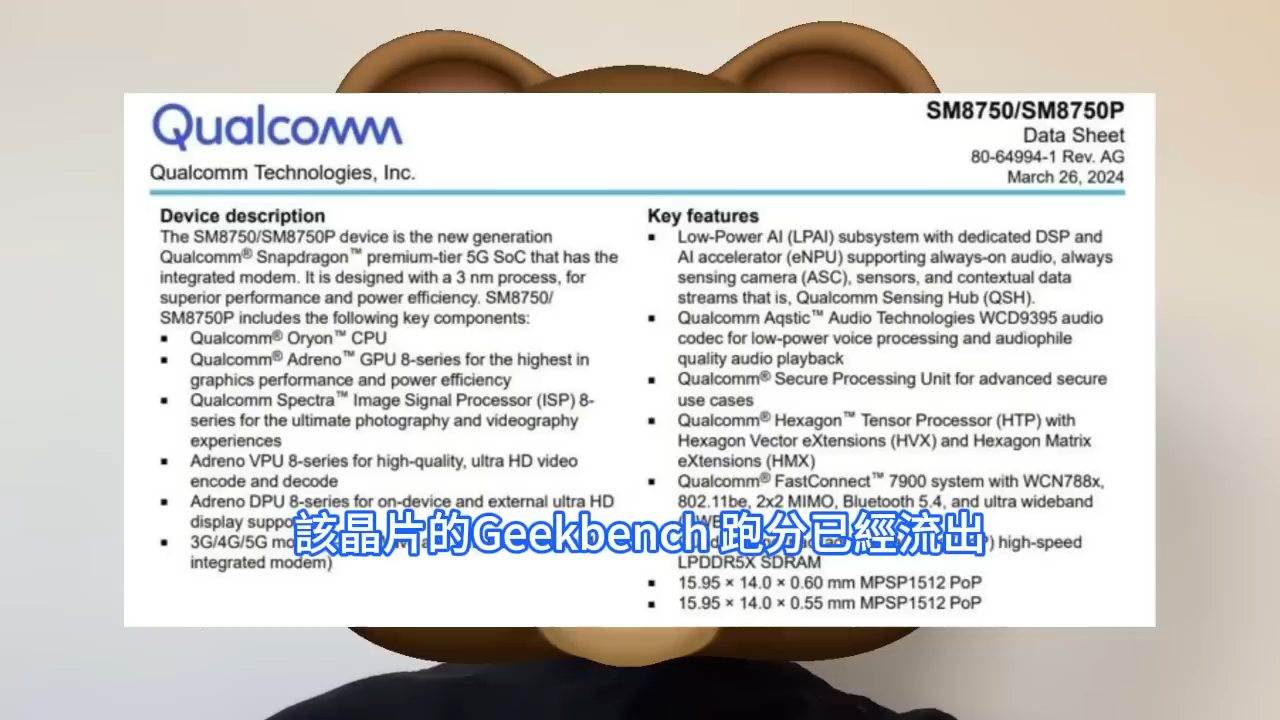 Qualcomm
Qualcomm Technologies, Inc.
SM8750/SM8750P
Data Sheet
80-64994-1 Rev. AG
March 26, 2024
Device description
The SM8750/SM8750P device is the new generation
Qualcomm® Snapdragon™ premium-tier 5G SoC that has the
integrated modem. It is designed with a 3 nm process, for
superior performance and power efficiency. SM8750/
SM8750P includes the following key components:
▪ Qualcomm® Oryon™ CPU
▪ Qualcomm® Adreno™ GPU 8-series for the highest in
graphics performance and power efficiency
▪ Qualcomm Spectra™ Image Signal Processor (ISP) 8-
series for the ultimate photography and videography
experiences
▪ Adreno VPU 8-series for high-quality, ultra HD video
encode and decode
▪ Adreno DPU 8-series for on-device and external ultra HD
display
▪ 3G/4G/5G
integrated modem)
Key features
▪ Low-Power AI (LPAI) subsystem with dedicated DSP and
AI accelerator (eNPU) supporting always-on audio, always
sensing camera (ASC), sensors, and contextual data
streams that is, Qualcomm Sensing Hub (QSH).
▪ Qualcomm Aqstic™ Audio Technologies WCD9395 audio
codec for low-power voice processing and audiophile
quality audio playback
▪ Qualcomm® Secure Processing Unit for advanced secure
use cases
▪ Qualcomm® Hexagon™ Tensor Processor (HTP) with
Hexagon Vector eXtensions (HVX) and Hexagon Matrix
eXtensions (HMX)
▪ Qualcomm® FastConnect™ 7900 system with WCN788x,
802.11be, 2x2 MIMO, Bluetooth 5.4, and ultra wideband
high-speed
LPDDR5X SDRAM
▪ 15.95 × 14.0 × 0.60 mm MPSP1512 PoP
▪ 15.95 × 14.0 × 0.55 mm MPSP1512 PoP
該晶片的Geekbench 跑分已經流出